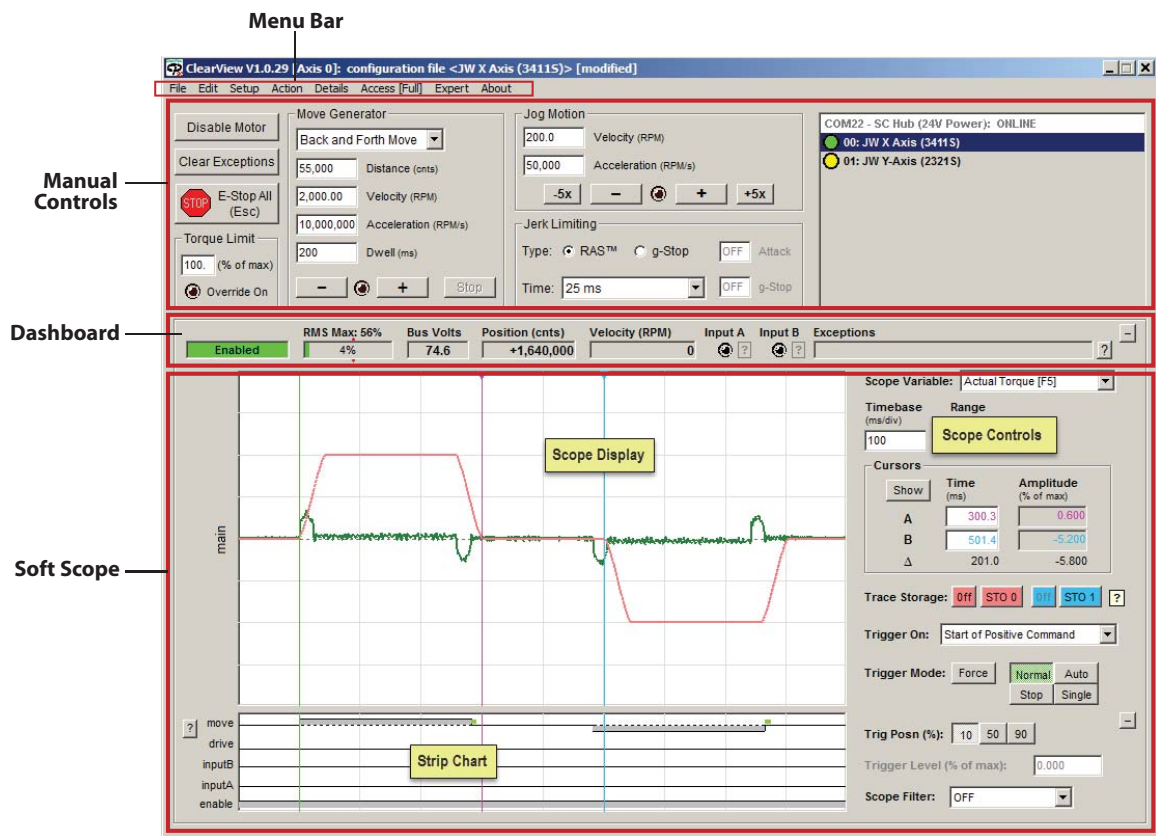 Menu Bar
ClearView V1.0.29 [Axis 0]: configuration file <JW X Axis (3411S)> [modified]
File Edit Setup Action Details Access [Full] Expert About
Manual
Controls
Disable Motor
Clear Exceptions
STOP
E-Stop All
(Esc)
Torque Limit
100. (% of max)
Override On
Move Generator
Back and Forth Move
55,000 Distance (cnts)
2,000.00 Velocity (RPM)
10,000,000 Acceleration (RPM/s)
200 Dwell (ms)
− + Stop
Jog Motion
200.0 Velocity (RPM)
50,000 Acceleration (RPM/s)
-5x − + +5x
Jerk Limiting
Type: RAS™ g-Stop OFF Attack
Time: 25 ms OFF g-Stop
COM22 - SC Hub (24V Power): ONLINE
00: JW X Axis (3411S)
01: JW Y-Axis (2321S)
Dashboard
RMS Max: 56% Bus Volts Position (cnts) Velocity (RPM) Input A Input B Exceptions
Enabled 4% 74.6 +1,640,000 0 ? ? ?
−
Soft Scope
main
Scope Display
Scope Variable: Actual Torque [F5]
Timebase Range
(ms/div)
100
Scope Controls
Cursors
Show Time Amplitude
(ms) (% of max)
A 300.3 0.600
B 501.4 -5.200
Δ 201.0 -5.800
Trace Storage: Off STO 0 Off STO 1 ?
Trigger On: Start of Positive Command
Trigger Mode: Force Normal Auto
Stop Single
−
Trig Posn (%): 10 50 90
Trigger Level (% of max): 0.000
Scope Filter: OFF
?
move
drive
inputB
inputA
enable
Strip Chart